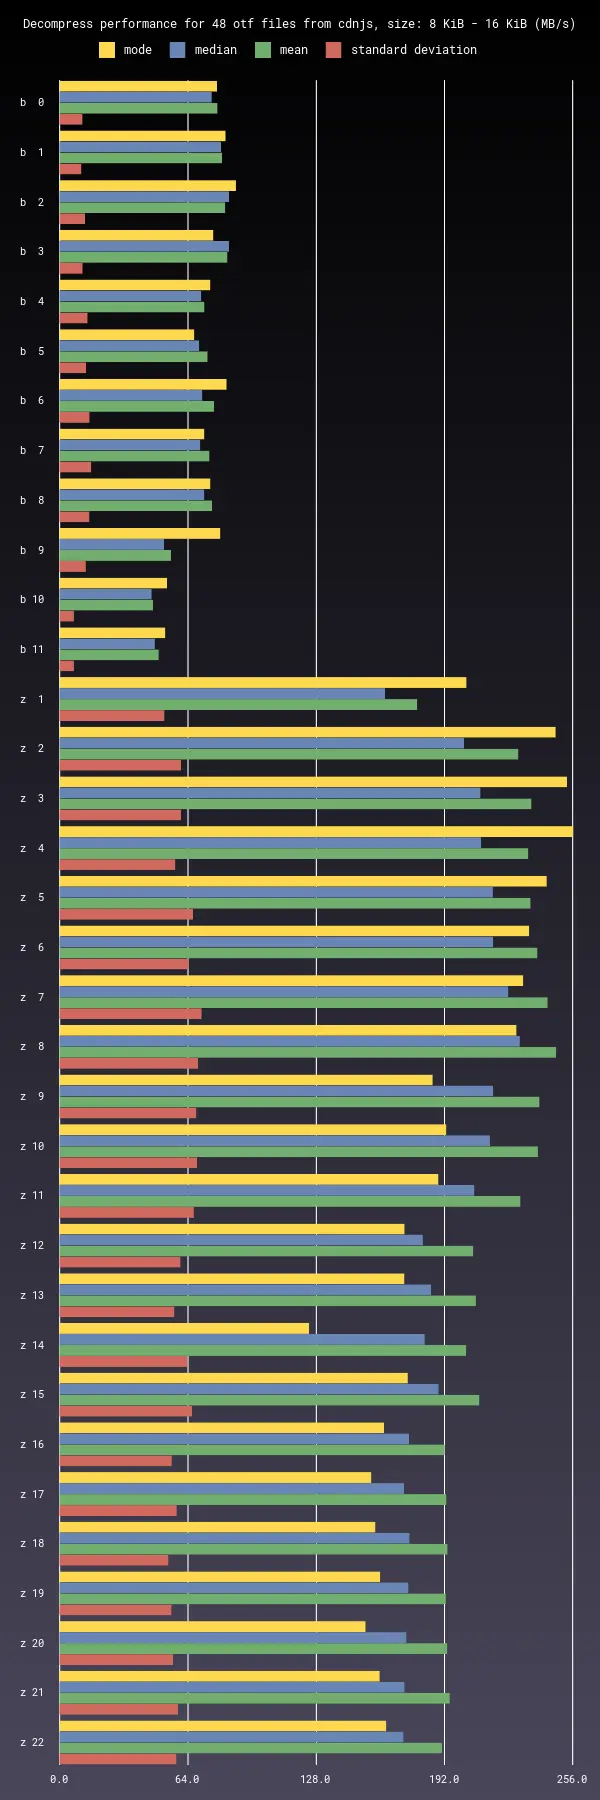 Decompress performance for 48 otf files from cdnjs, size: 8 KiB - 16 KiB (MB/s)
mode median mean standard deviation
b 0
b 1
b 2
b 3
b 4
b 5
b 6
b 7
b 8
b 9
b 10
b 11
z 1
z 2
z 3
z 4
z 5
z 6
z 7
z 8
z 9
z 10
z 11
z 12
z 13
z 14
z 15
z 16
z 17
z 18
z 19
z 20
z 21
z 22
0.0 64.0 128.0 192.0 256.0